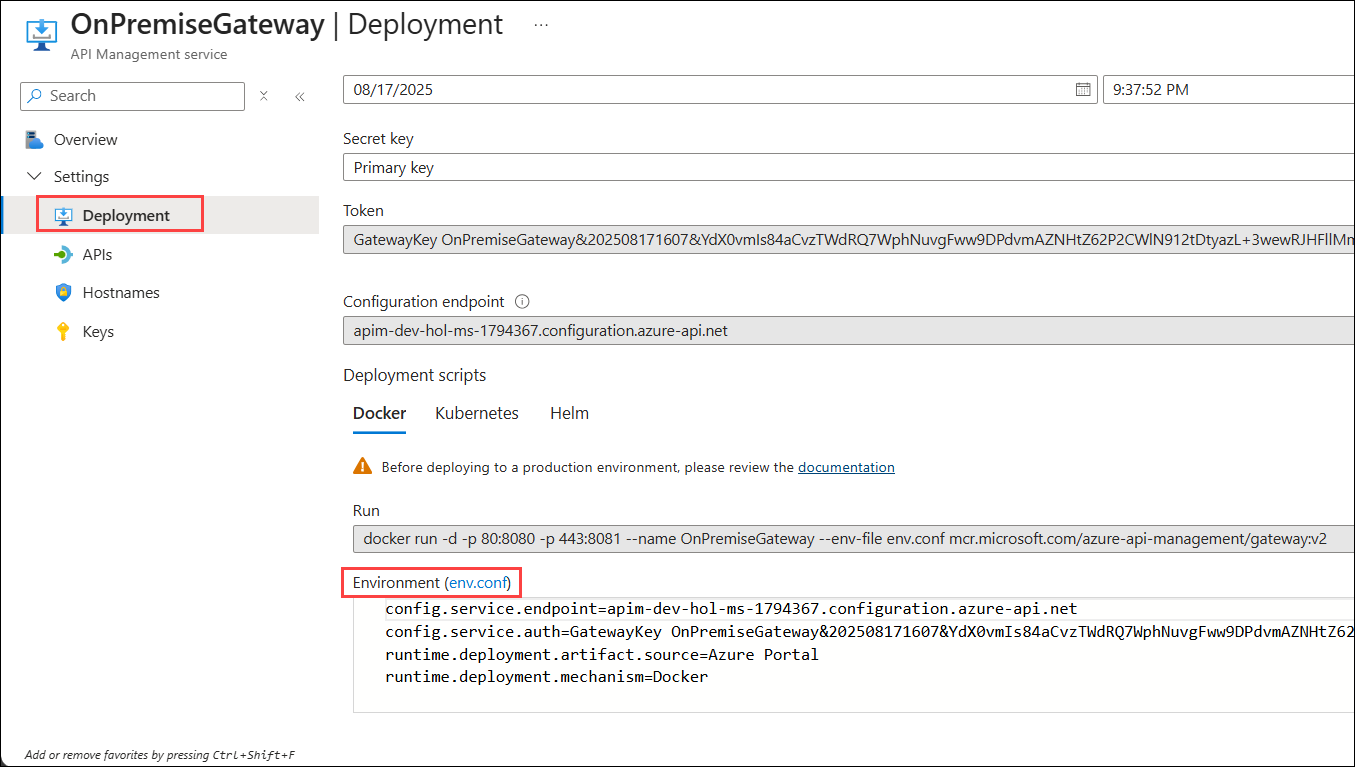 OnPremiseGateway | Deployment ...
API Management service
Search
Overview
Settings
Deployment
APIs
Hostnames
Keys
08/17/2025 9:37:52 PM
Secret key
Primary key
Token
GatewayKey OnPremiseGateway&202508171607&YdX0vmIs84aCvzTWdRQ7WphNuvgFww9DPdvmAZNHtZ62P2CWlN912tDtyazL+3wewRJHFllMm
Configuration endpoint
apim-dev-hol-ms-1794367.configuration.azure-api.net
Deployment scripts
Docker Kubernetes Helm
Before deploying to a production environment, please review the documentation
Run
docker run -d -p 80:8080 -p 443:8081 --name OnPremiseGateway --env-file env.conf mcr.microsoft.com/azure-api-management/gateway:v2
Environment (env.conf)
config.service.endpoint=apim-dev-hol-ms-1794367.configuration.azure-api.net
config.service.auth=GatewayKey OnPremiseGateway&202508171607&YdX0vmIs84aCvzTWdRQ7WphNuvgFww9DPdvmAZNHtZ62
runtime.deployment.artifact.source=Azure Portal
runtime.deployment.mechanism=Docker
Add or remove favorites by pressing Ctrl+Shift+F